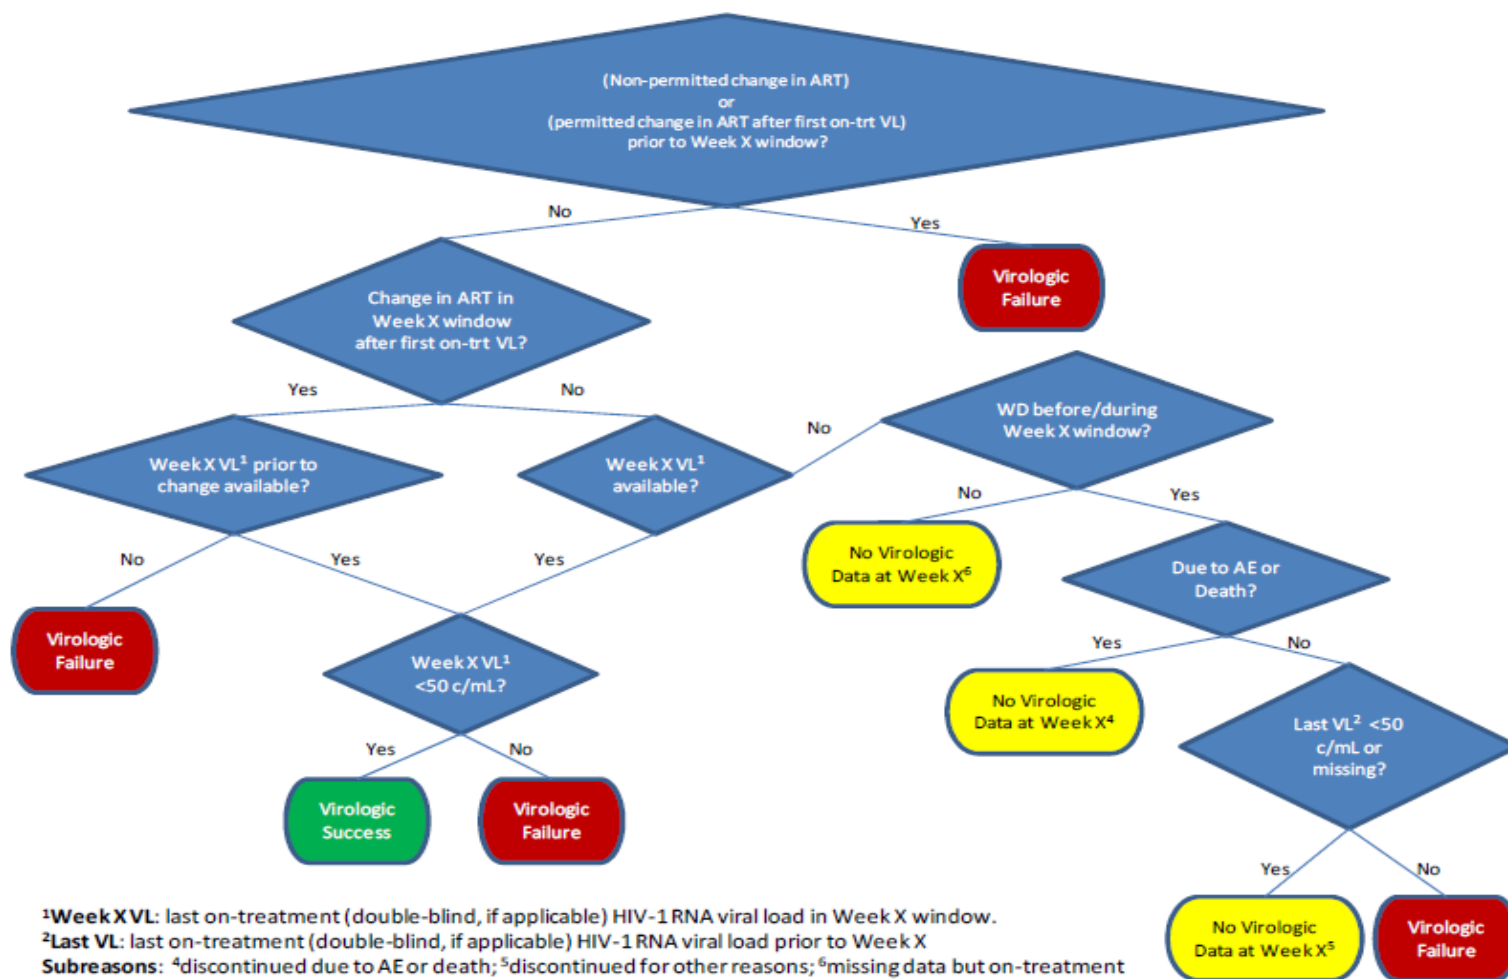 (Non-permitted change in ART)
or
(permitted change in ART after first on-trt VL)
prior to Week X window?
No
Yes
Virologic
Failure
Change in ART in
Week X window
after first on-trt VL?
Yes
No
WD before/during
Week X window?
No
Week X VL¹ prior to
change available?
Week X VL¹
available?
No
Yes
No Virologic
Data at Week X⁶
Due to AE or
Death?
No
Yes
Yes
Virologic
Failure
Week X VL¹
<50 c/mL?
Yes
No
No Virologic
Data at Week X⁴
Last VL² <50
c/mL or
missing?
Yes
No
Virologic
Success
Virologic
Failure
Yes
No
No Virologic
Data at Week X⁵
Virologic
Failure
¹Week X VL: last on-treatment (double-blind, if applicable) HIV-1 RNA viral load in Week X window.
²Last VL: last on-treatment (double-blind, if applicable) HIV-1 RNA viral load prior to Week X
Subreasons: ⁴discontinued due to AE or death; ⁵discontinued for other reasons; ⁶missing data but on-treatment